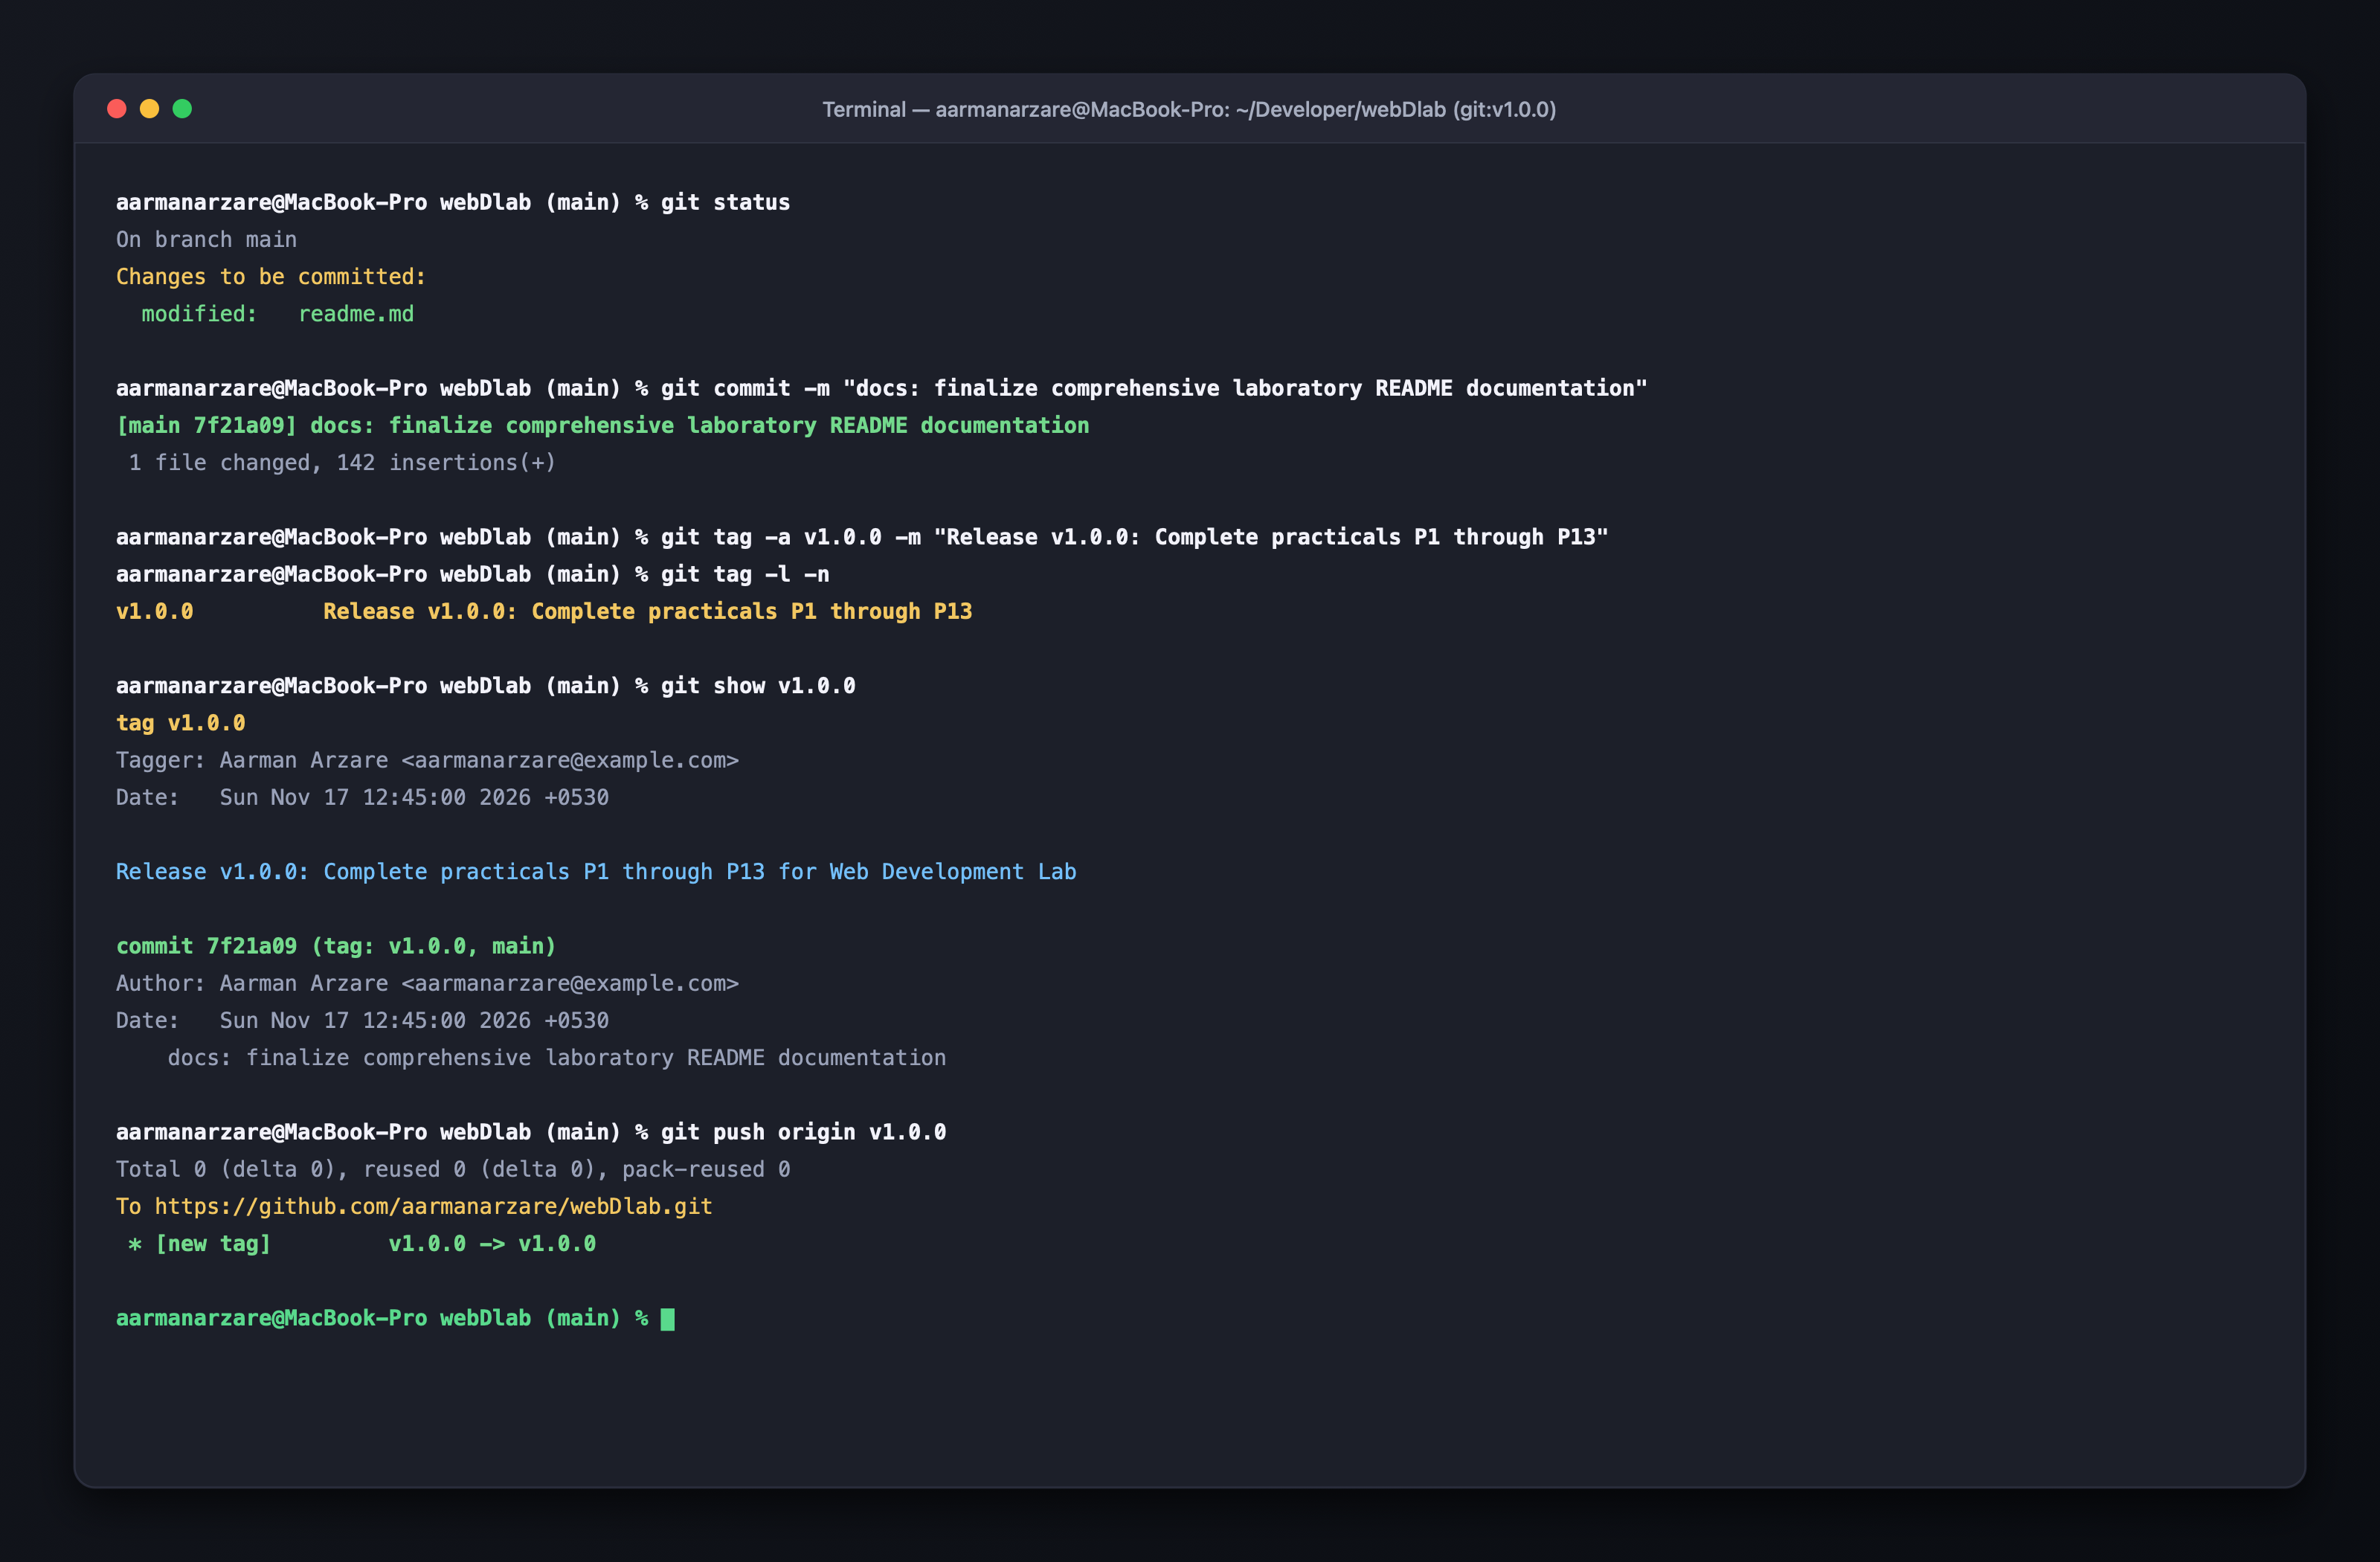 Terminal — aarmanarzare@MacBook-Pro: ~/Developer/webDlab (git:v1.0.0)
aarmanarzare@MacBook-Pro webDlab (main) % git status
On branch main
Changes to be committed:
  modified:   readme.md
aarmanarzare@MacBook-Pro webDlab (main) % git commit -m "docs: finalize comprehensive laboratory README documentation"
[main 7f21a09] docs: finalize comprehensive laboratory README documentation
 1 file changed, 142 insertions(+)
aarmanarzare@MacBook-Pro webDlab (main) % git tag -a v1.0.0 -m "Release v1.0.0: Complete practicals P1 through P13"
aarmanarzare@MacBook-Pro webDlab (main) % git tag -l -n
v1.0.0          Release v1.0.0: Complete practicals P1 through P13
aarmanarzare@MacBook-Pro webDlab (main) % git show v1.0.0
tag v1.0.0
Tagger: Aarman Arzare <aarmanarzare@example.com>
Date:   Sun Nov 17 12:45:00 2026 +0530
Release v1.0.0: Complete practicals P1 through P13 for Web Development Lab
commit 7f21a09 (tag: v1.0.0, main)
Author: Aarman Arzare <aarmanarzare@example.com>
Date:   Sun Nov 17 12:45:00 2026 +0530
    docs: finalize comprehensive laboratory README documentation
aarmanarzare@MacBook-Pro webDlab (main) % git push origin v1.0.0
Total 0 (delta 0), reused 0 (delta 0), pack-reused 0
To https://github.com/aarmanarzare/webDlab.git
 * [new tag]         v1.0.0 -> v1.0.0
aarmanarzare@MacBook-Pro webDlab (main) %